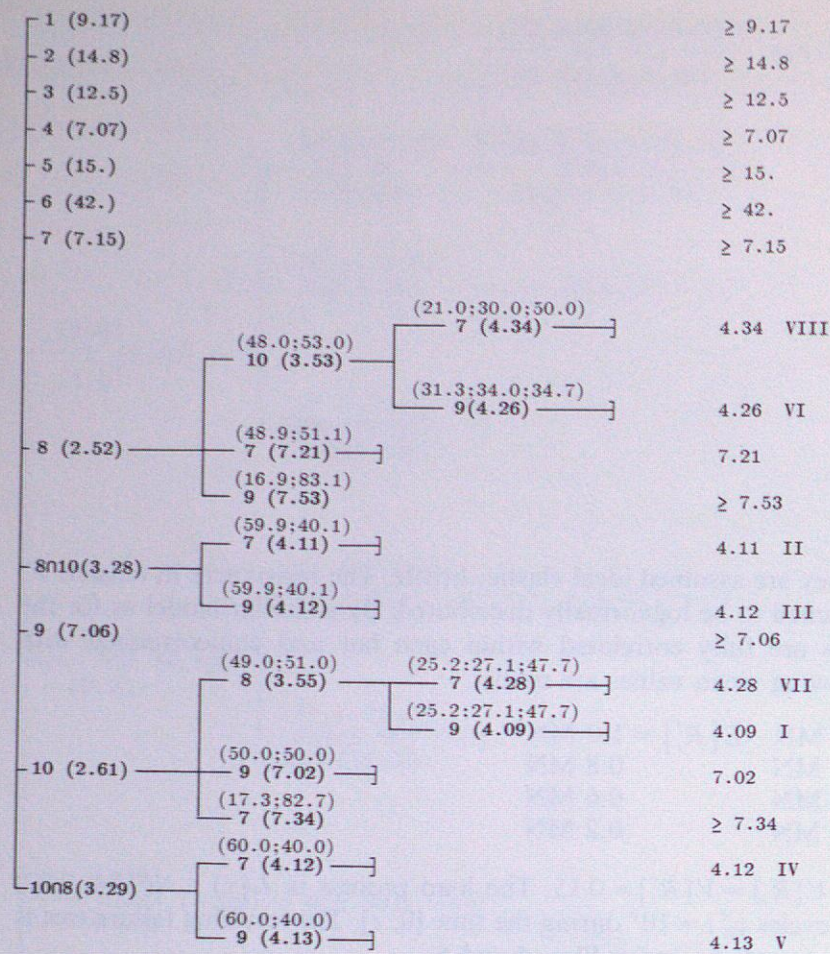 1 (9.17) ≥ 9.17
2 (14.8) ≥ 14.8
3 (12.5) ≥ 12.5
4 (7.07) ≥ 7.07
5 (15.) ≥ 15.
6 (42.) ≥ 42.
7 (7.15) ≥ 7.15
(21.0;30.0;50.0)
7 (4.34) 4.34 VIII
(48.0;53.0)
10 (3.53)
(31.3;34.0;34.7)
9(4.26) 4.26 VI
(48.9;51.1)
8 (2.52) 7 (7.21) 7.21
(16.9;83.1)
9 (7.53) ≥ 7.53
(59.9;40.1)
7 (4.11) 4.11 II
8∩10(3.28)
(59.9;40.1)
9 (4.12) 4.12 III
9 (7.06) ≥ 7.06
(49.0;51.0) (25.2;27.1;47.7)
8 (3.55) 7 (4.28) 4.28 VII
(25.2;27.1;47.7)
9 (4.09) 4.09 I
(50.0;50.0)
10 (2.61) 9 (7.02) 7.02
(17.3;82.7)
7 (7.34) ≥ 7.34
(60.0;40.0)
7 (4.12) 4.12 IV
10∩8(3.29)
(60.0;40.0)
9 (4.13) 4.13 V